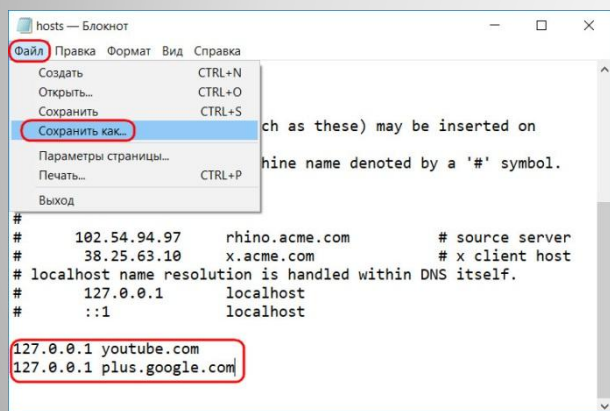 hosts — Блокнот
Файл Правка Формат Вид Справка
Создать CTRL+N
Открыть... CTRL+O
Сохранить CTRL+S
Сохранить как...
Параметры страницы...
Печать... CTRL+P
Выход
ch as these) may be inserted on
hine name denoted by a '#' symbol.
#
# 102.54.94.97 rhino.acme.com # source server
# 38.25.63.10 x.acme.com # x client host
# localhost name resolution is handled within DNS itself.
# 127.0.0.1 localhost
# ::1 localhost
127.0.0.1 youtube.com
127.0.0.1 plus.google.com